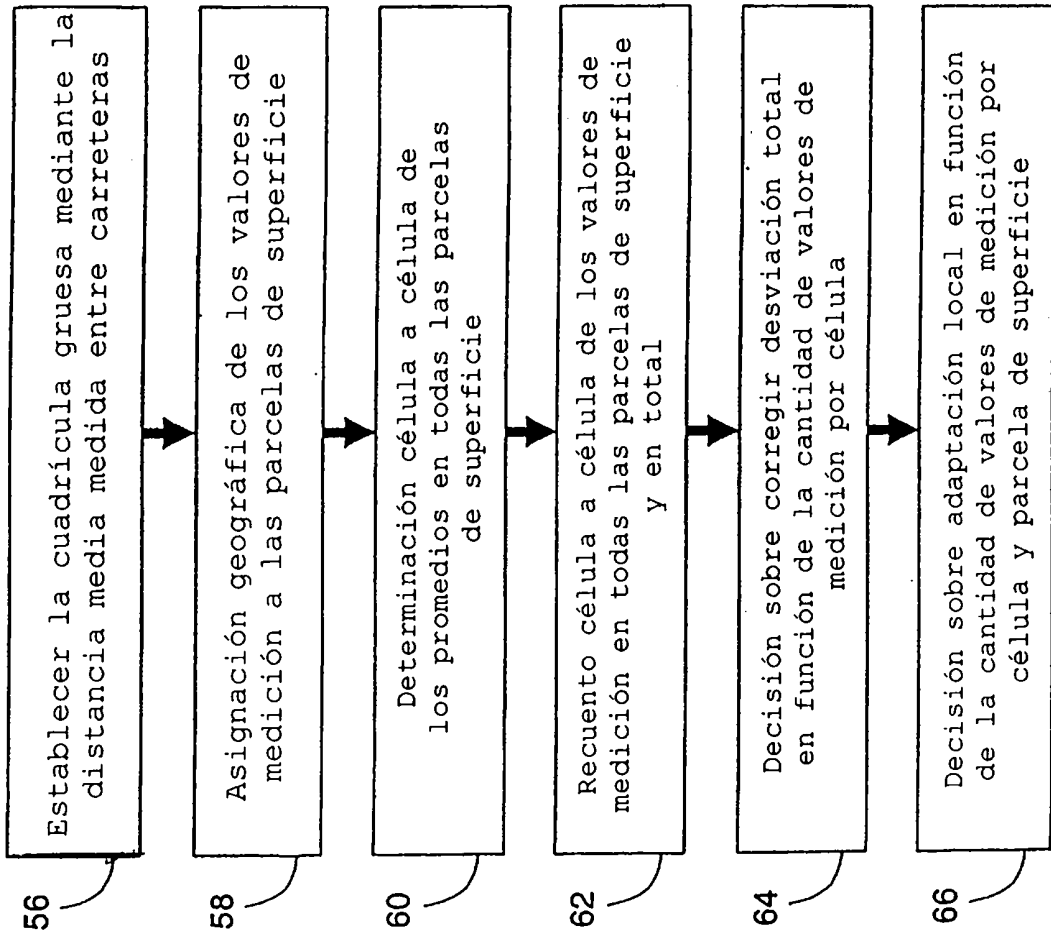 56
Establecer la cuadrícula gruesa mediante la
distancia media medida entre carreteras
58
Asignación geográfica de los valores de
medición a las parcelas de superficie
60
Determinación célula a célula de
los promedios en todas las parcelas
de superficie
62
Recuento célula a célula de los valores de
medición en todas las parcelas de superficie
y en total
64
Decisión sobre corregir desviación total
en función de la cantidad de valores de
medición por célula
66
Decisión sobre adaptación local en función
de la cantidad de valores de medición por
célula y parcela de superficie